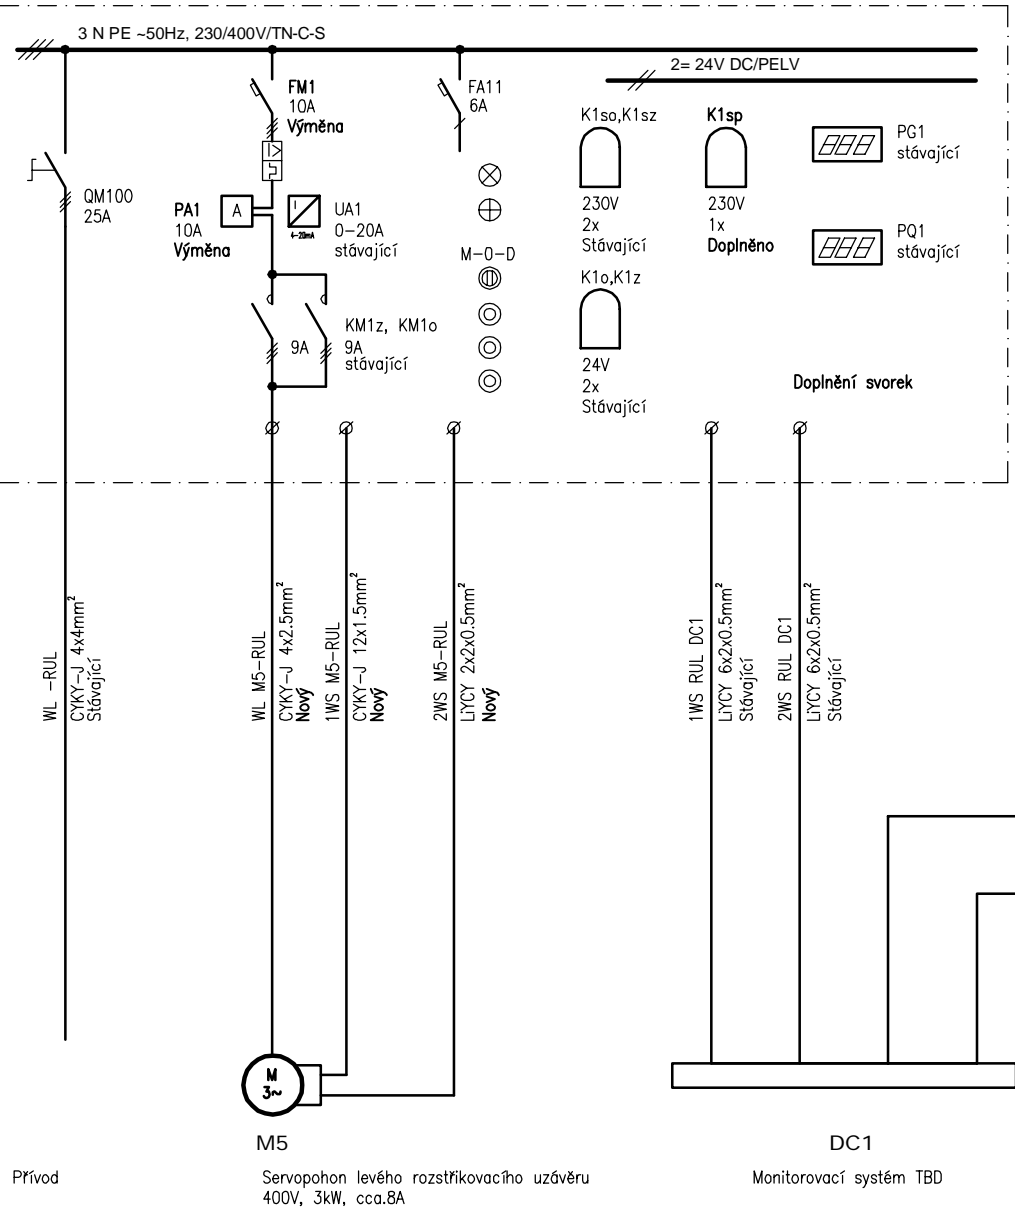 3 N PE ~50Hz, 230/400V/TN-C-S
2= 24V DC/PELV
FM1
10A
Výměna
FA11
6A
K1so,K1sz
230V
2x
Stávající
K1sp
230V
1x
Doplněno
PG1
stávající
QM100
25A
PA1
10A
Výměna
A
I
4-20mA
UA1
0-20A
stávající
M-0-D
PQ1
stávající
K1o,K1z
24V
2x
Stávající
9A
KM1z, KM1o
9A
stávající
Doplnění svorek
WL -RUL
CYKY-J 4x4mm²
Stávající
WL M5-RUL
CYKY-J 4x2.5mm²
Nový
1WS M5-RUL
CYKY-J 12x1.5mm²
Nový
2WS M5-RUL
LiYCY 2x2x0.5mm²
Nový
1WS RUL DC1
LiYCY 6x2x0.5mm²
Stávající
2WS RUL DC1
LiYCY 6x2x0.5mm²
Stávající
M
3~
M5
DC1
Přívod
Servopohon levého rozstřikovacího uzávěru
400V, 3kW, cca.8A
Monitorovací systém TBD